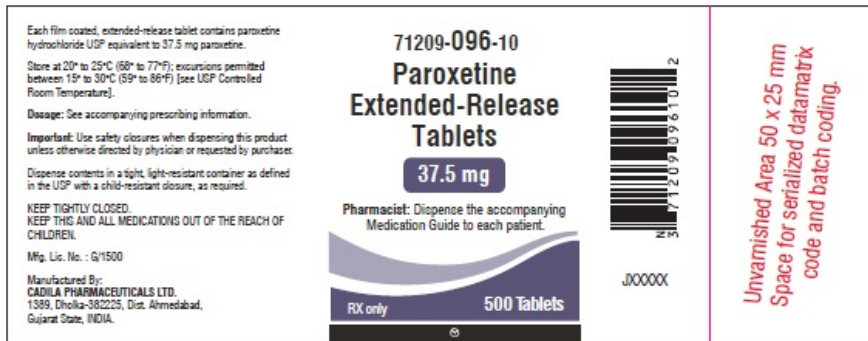 Each film coated, extended-release tablet contains paroxetine
hydrochloride USP equivalent to 37.5 mg paroxetine.
Store at 20° to 25°C (68° to 77°F); excursions permitted
between 15° to 30°C (59° to 86°F) [see USP Controlled
Room Temperature].
Dosage: See accompanying prescribing information.
Important: Use safety closures when dispensing this product
unless otherwise directed by physician or requested by purchaser.
Dispense contents in a tight, light-resistant container as defined
in the USP with a child-resistant closure, as required.
KEEP TIGHTLY CLOSED.
KEEP THIS AND ALL MEDICATIONS OUT OF THE REACH OF
CHILDREN.
Mfg. Lic. No. : G/1500
Manufactured By:
CADILA PHARMACEUTICALS LTD.
1389, Dholka-382225, Dist. Ahmedabad,
Gujarat State, INDIA.
71209-096-10
Paroxetine
Extended-Release
Tablets
37.5 mg
Pharmacist: Dispense the accompanying
Medication Guide to each patient.
RX only
500 Tablets
N
3 71209 09610 2
JXXXXX
Unvarnished Area 50 x 25 mm
Space for serialized datamatrix
code and batch coding.